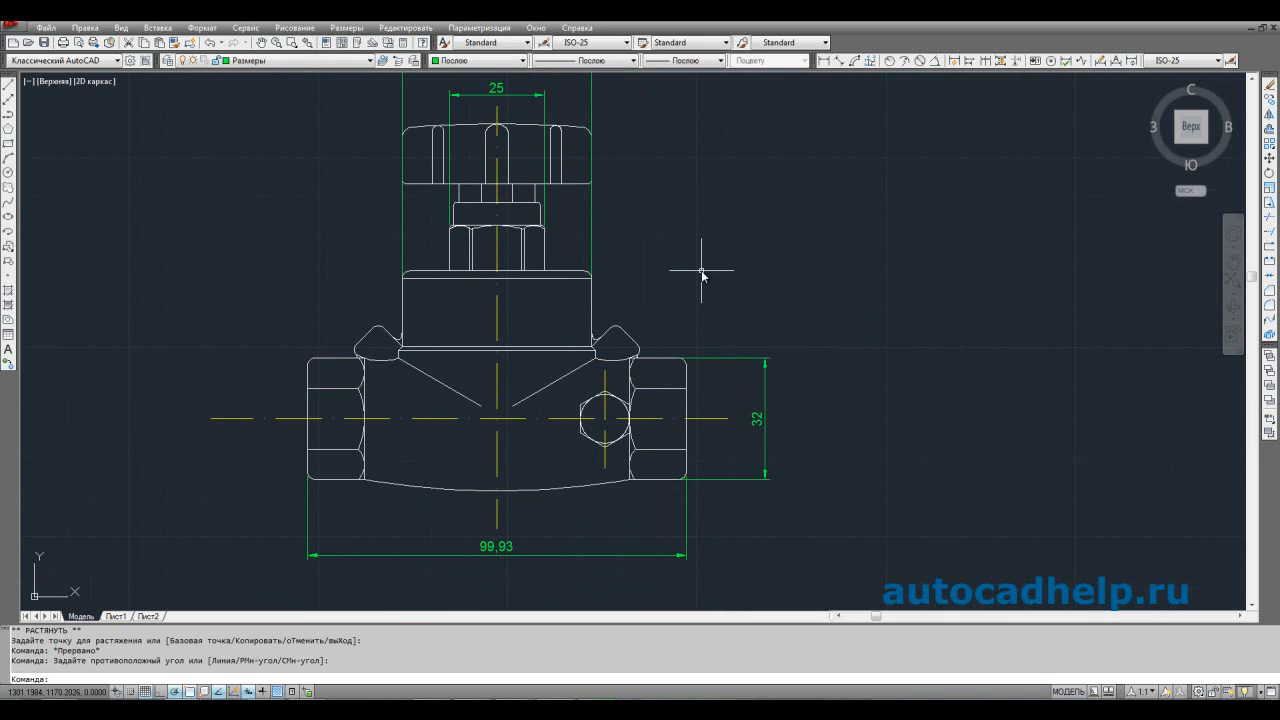 Файл Правка Вид Вставка Формат Сервис Рисование Размеры Редактировать Параметризация Окно Справка
Standard ISO-25 Standard Standard
Классический AutoCAD Размеры Послою Послою Послою Поцвету ISO-25
[−] [Верхняя] [2D каркас]
25
С
З Верх В
Ю
МСК
32
99,93
Y
X
autocadhelp.ru
Модель Лист1 Лист2
** РАСТЯНУТЬ **
Задайте точку для растяжения или [Базовая точка/Копировать/оТменить/выХод]:
Команда: *Прервано*
Команда: Задайте противоположный угол или [Линия/РМн-угол/СМн-угол]:
Команда:
1301.1984, 1170.2026, 0.0000 МОДЕЛЬ 1:1